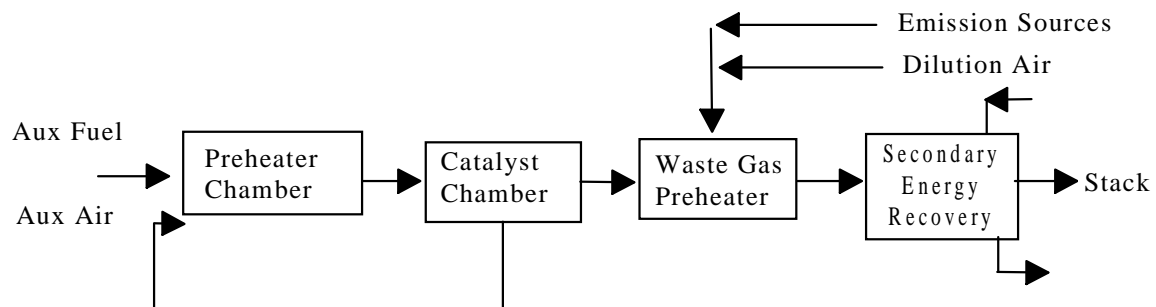 Emission Sources
Dilution Air
Aux Fuel
Aux Air
Preheater
Chamber
Catalyst
Chamber
Waste Gas
Preheater
Secondary
Energy
Recovery
Stack